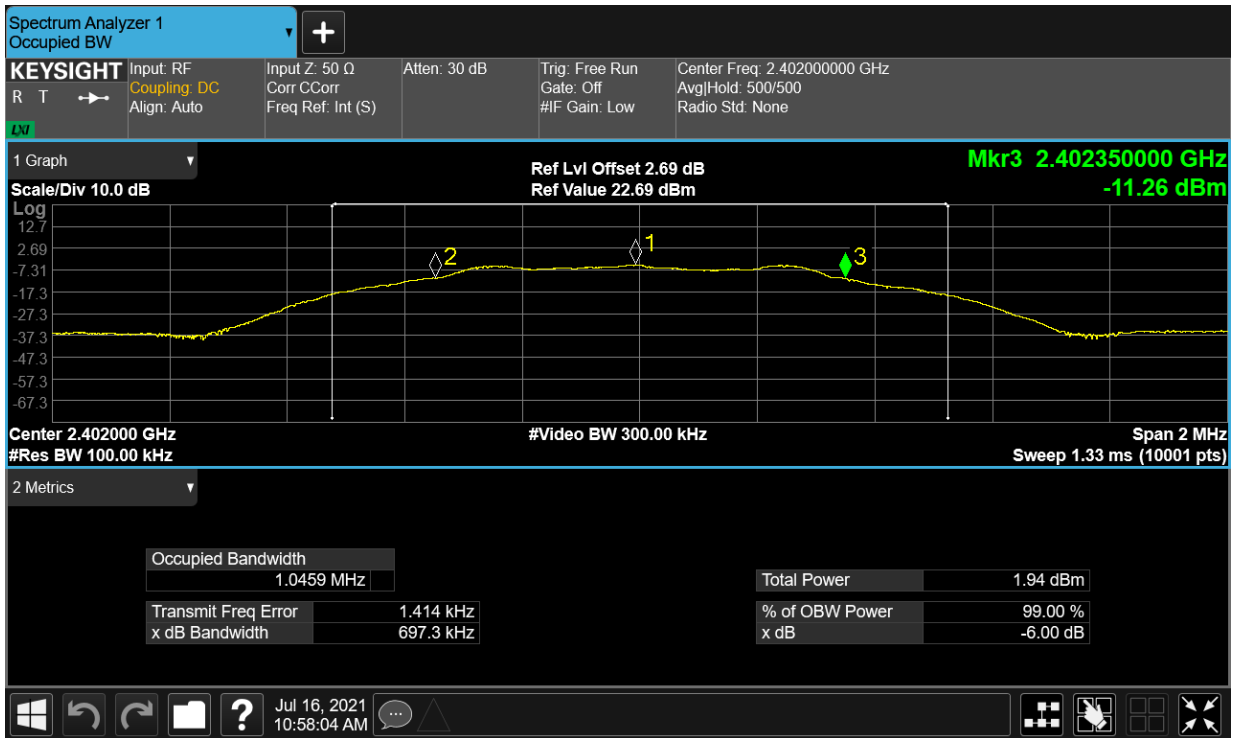 Spectrum Analyzer 1
Occupied BW
KEYSIGHT
R T
LXI
Input: RF
Coupling: DC
Align: Auto
Input Z: 50 Ω
Corr CCorr
Freq Ref: Int (S)
Atten: 30 dB
Trig: Free Run
Gate: Off
#IF Gain: Low
Center Freq: 2.402000000 GHz
Avg|Hold: 500/500
Radio Std: None
1 Graph
Scale/Div 10.0 dB
Ref Lvl Offset 2.69 dB
Ref Value 22.69 dBm
Mkr3 2.402350000 GHz
-11.26 dBm
Log
12.7
2.69
-7.31
-17.3
-27.3
-37.3
-47.3
-57.3
-67.3
2
1
3
Center 2.402000 GHz
#Video BW 300.00 kHz
Span 2 MHz
#Res BW 100.00 kHz
Sweep 1.33 ms (10001 pts)
2 Metrics
Occupied Bandwidth
1.0459 MHz
Transmit Freq Error 1.414 kHz
x dB Bandwidth 697.3 kHz
Total Power 1.94 dBm
% of OBW Power 99.00 %
x dB -6.00 dB
?
Jul 16, 2021
10:58:04 AM